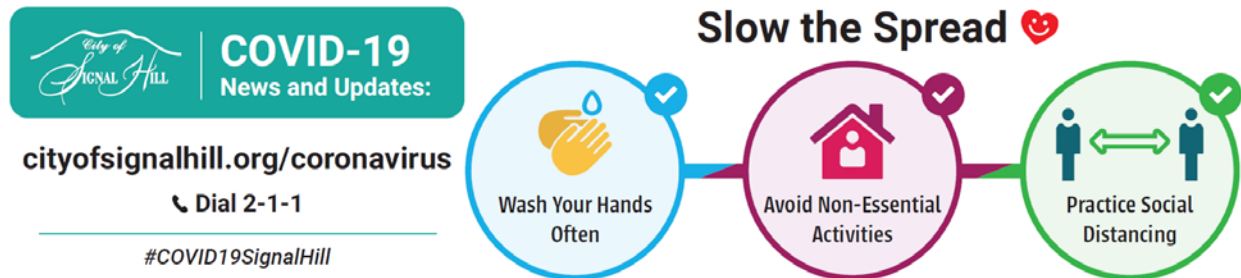 City of
Signal Hill
COVID-19
News and Updates:
cityofsignalhill.org/coronavirus
Dial 2-1-1
#COVID19SignalHill
Slow the Spread
Wash Your Hands
Often
Avoid Non-Essential
Activities
Practice Social
Distancing